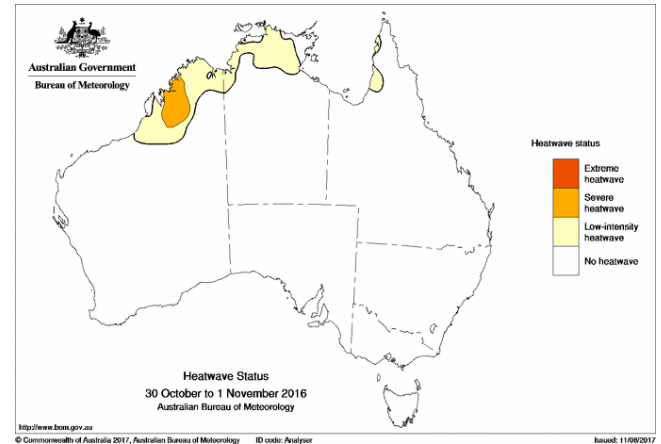 Australian Government
Bureau of Meteorology
Heatwave status
Extreme
heatwave
Severe
heatwave
Low-intensity
heatwave
No heatwave
Heatwave Status
30 October to 1 November 2016
Australian Bureau of Meteorology
http://www.bom.gov.au
© Commonwealth of Australia 2017, Australian Bureau of Meteorology ID code: Analyser Issued: 11/08/2017